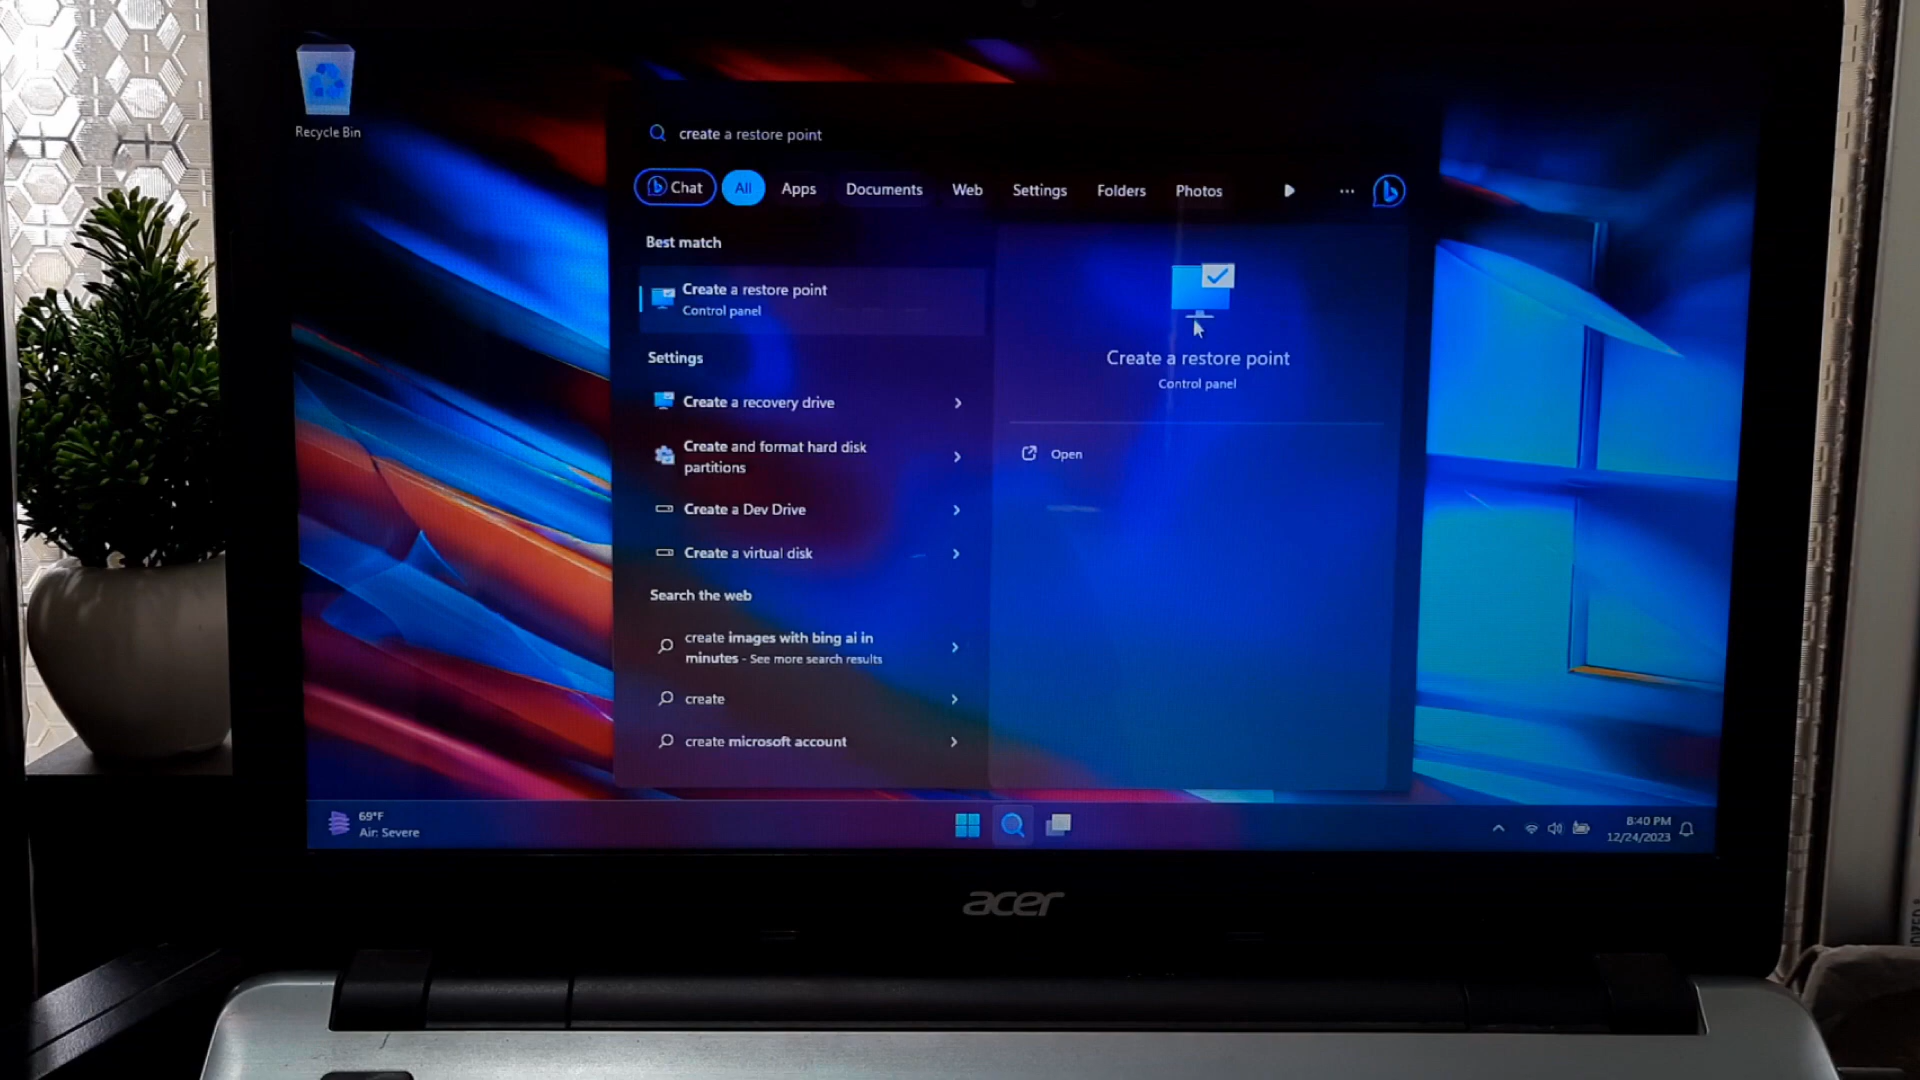 Recycle Bin
create a restore point
Chat
All
Apps
Documents
Web
Settings
Folders
Photos
Best match
Create a restore point
Control panel
Settings
Create a recovery drive
Create and format hard disk
partitions
Create a Dev Drive
Create a virtual disk
Search the web
create images with bing ai in
minutes - See more search results
create
create microsoft account
Create a restore point
Control panel
Open
69°F
Air: Severe
8:40 PM
12/24/2023
acer